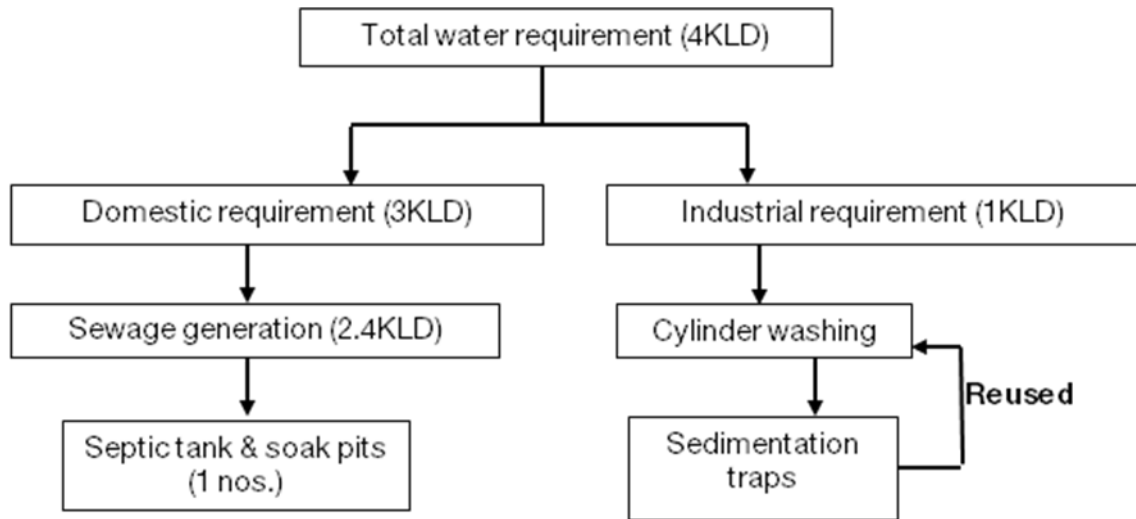 Total water requirement (4KLD)
Domestic requirement (3KLD)
Industrial requirement (1KLD)
Sewage generation (2.4KLD)
Cylinder washing
Reused
Septic tank & soak pits
(1 nos.)
Sedimentation
traps